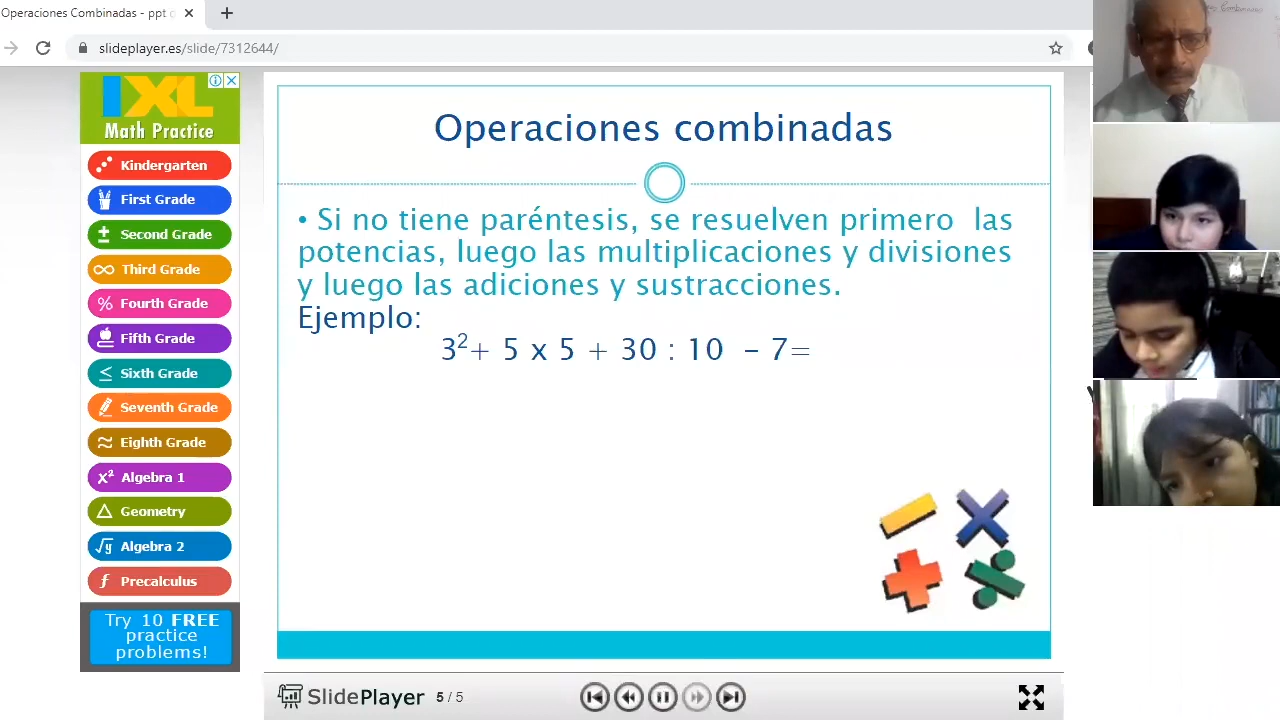 Operaciones Combinadas - ppt
slideplayer.es/slide/7312644/
IXL
Math Practice
Kindergarten
First Grade
Second Grade
Third Grade
Fourth Grade
Fifth Grade
Sixth Grade
Seventh Grade
Eighth Grade
Algebra 1
Geometry
Algebra 2
Precalculus
Try 10 FREE
practice
problems!
Operaciones combinadas
• Si no tiene paréntesis, se resuelven primero las
potencias, luego las multiplicaciones y divisiones
y luego las adiciones y sustracciones.
Ejemplo:
3²+ 5 x 5 + 30 : 10 – 7=
SlidePlayer
5 / 5